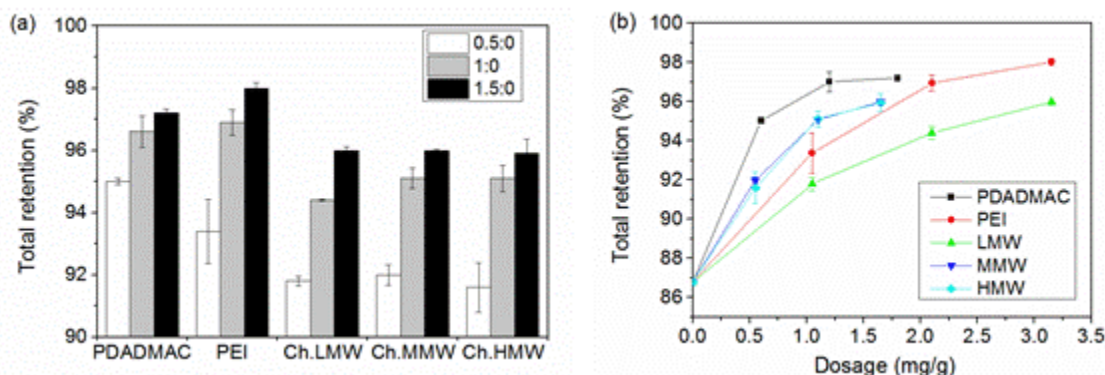 (a)
100
98
96
94
92
90
Total retention (%)
0.5:0
1:0
1.5:0
PDADMAC PEI Ch.LMW Ch.MMW Ch.HMW
(b)
100
98
96
94
92
90
88
86
Total retention (%)
PDADMAC
PEI
LMW
MMW
HMW
0.0 0.5 1.0 1.5 2.0 2.5 3.0 3.5
Dosage (mg/g)